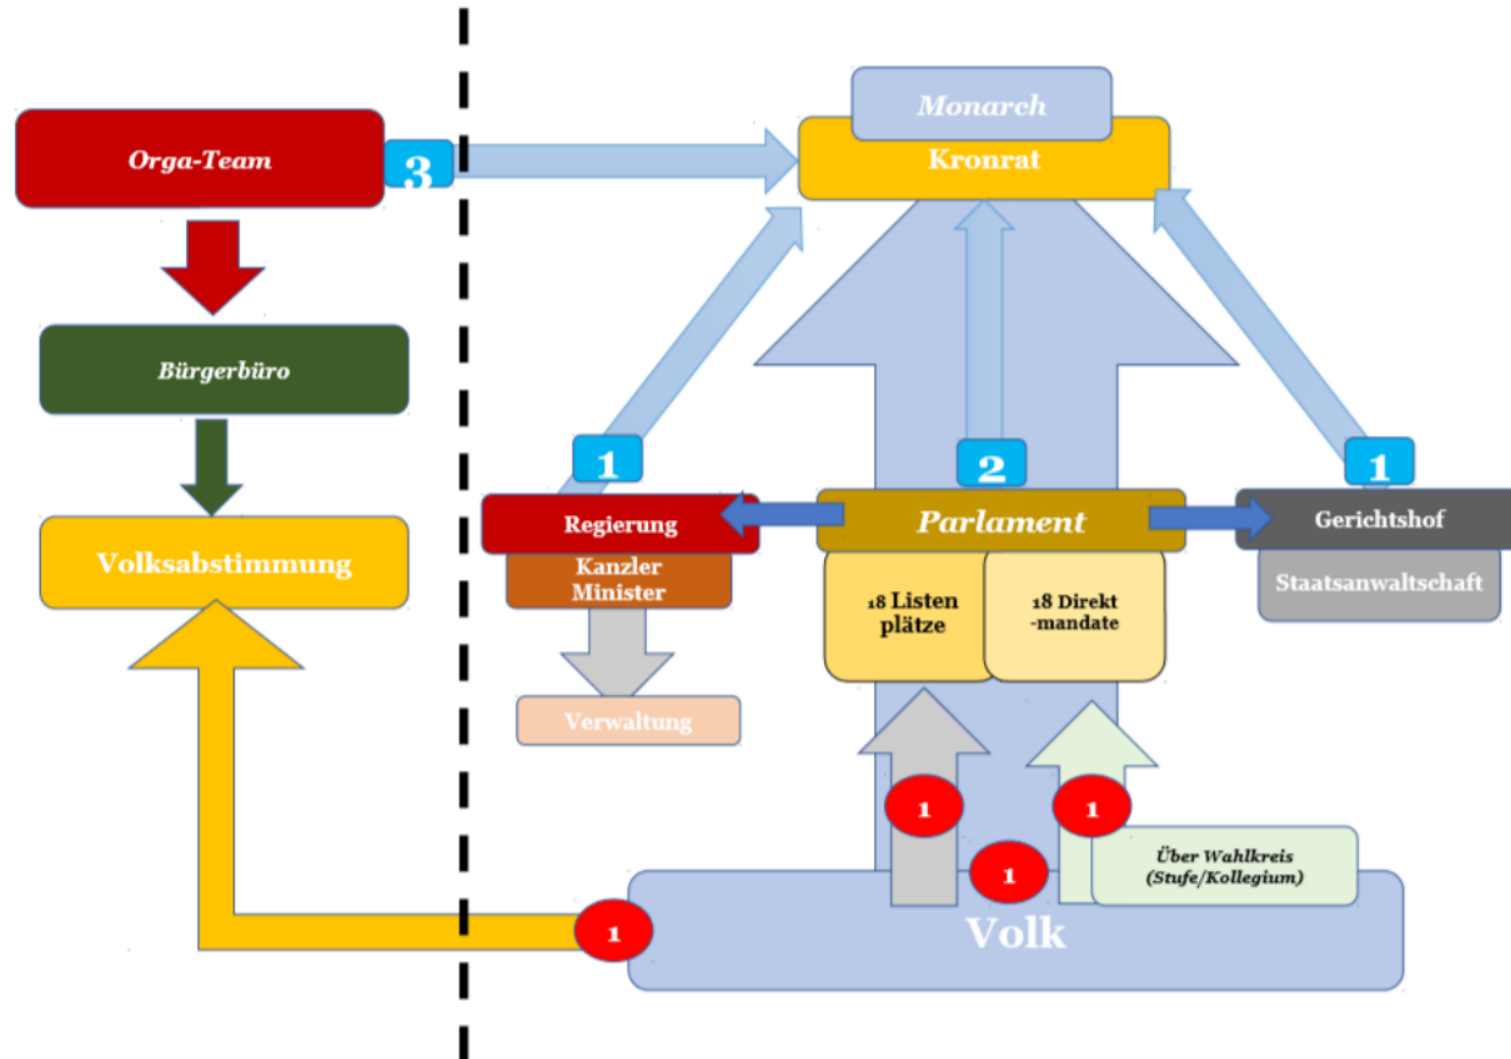 Monarch
Orga-Team
3
Kronrat
Bürgerbüro
1
2
1
Regierung
Parlament
Gerichtshof
Volksabstimmung
Kanzler
Minister
Staatsanwaltschaft
18 Listen
plätze
18 Direkt
-mandate
Verwaltung
1
1
Über Wahlkreis
(Stufe/Kollegium)
1
1
Volk